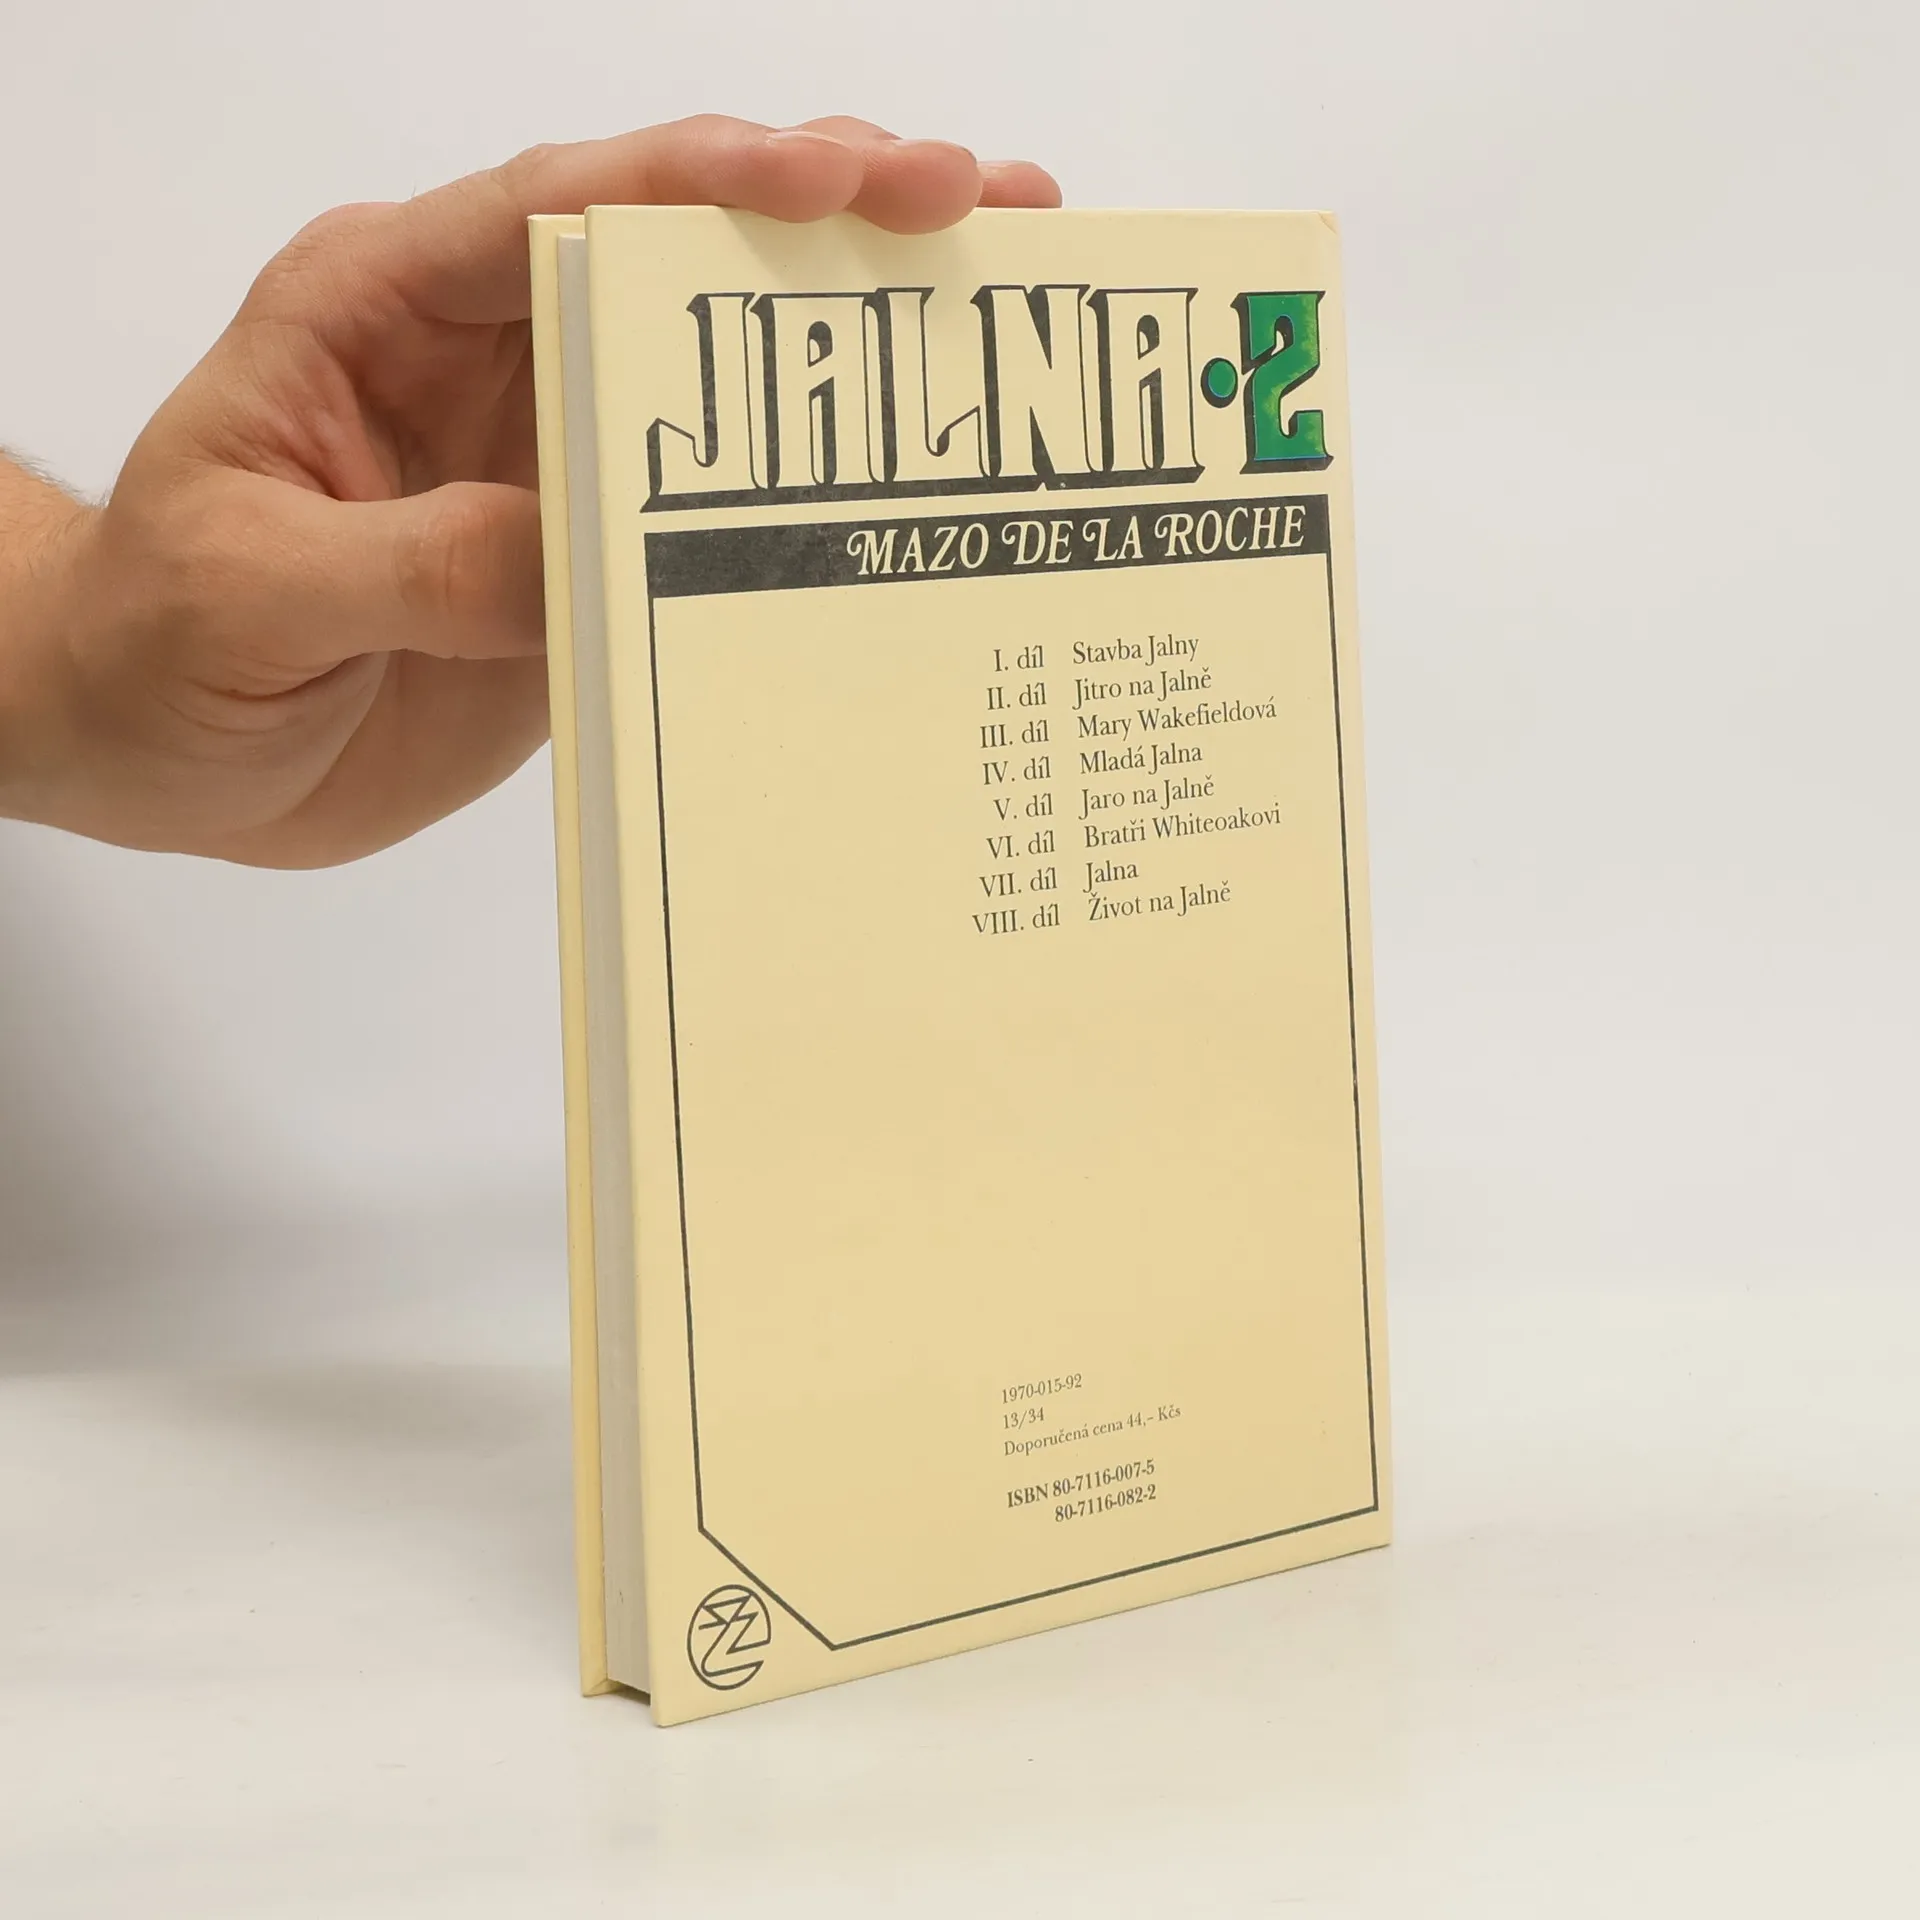 JALNA·2
MAZO DE LA ROCHE
I. díl Stavba Jalny
II. díl Jitro na Jalně
III. díl Mary Wakefieldová
IV. díl Mladá Jalna
V. díl Jaro na Jalně
VI. díl Bratři Whiteoakovi
VII. díl Jalna
VIII. díl Život na Jalně
1970-015-92
13/34
Doporučená cena 44,– Kčs
ISBN 80-7116-007-5
80-7116-082-2